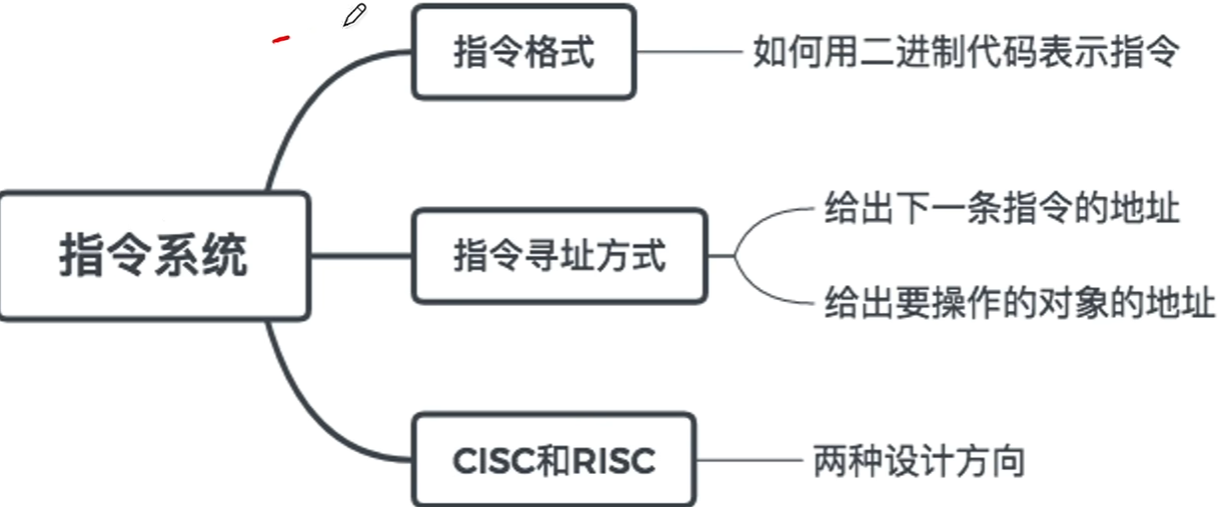 指令格式
如何用二进制代码表示指令
指令系统
指令寻址方式
给出下一条指令的地址
给出要操作的对象的地址
CISC和RISC
两种设计方向